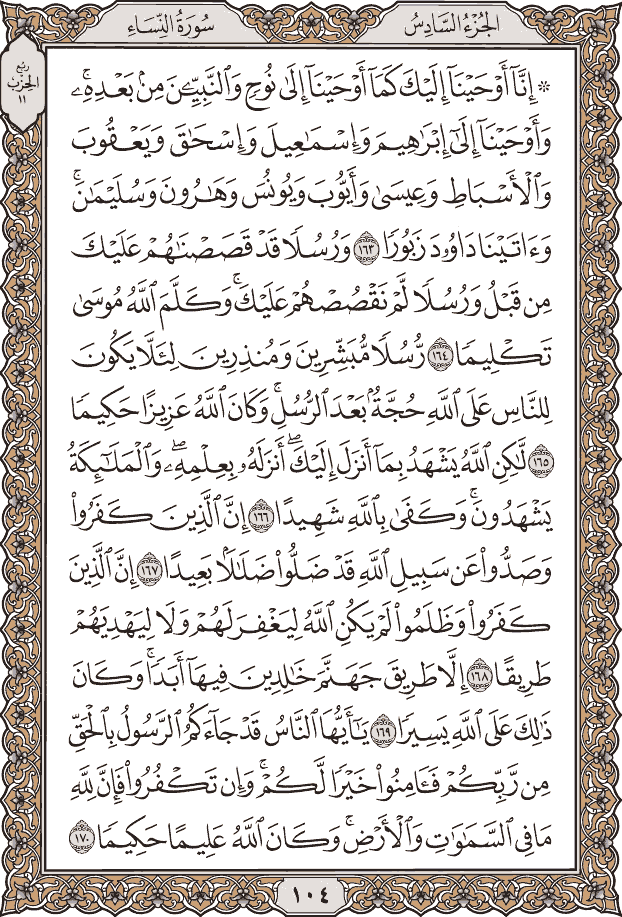 الجُزْءُ السَّادِسُ
سُورَةُ النِّسَاءِ
رُبع
الحِزْب
١١
۞ إِنَّآ أَوْحَيْنَآ إِلَيْكَ كَمَآ أَوْحَيْنَآ إِلَىٰ نُوحٍ وَٱلنَّبِيِّـۧنَ مِنۢ بَعْدِهِۦۚ
وَأَوْحَيْنَآ إِلَىٰٓ إِبْرَٰهِيمَ وَإِسْمَٰعِيلَ وَإِسْحَٰقَ وَيَعْقُوبَ
وَٱلْأَسْبَاطِ وَعِيسَىٰ وَأَيُّوبَ وَيُونُسَ وَهَٰرُونَ وَسُلَيْمَٰنَۚ
وَءَاتَيْنَا دَاوُۥدَ زَبُورًا ١٦٣ وَرُسُلًا قَدْ قَصَصْنَٰهُمْ عَلَيْكَ
مِن قَبْلُ وَرُسُلًا لَّمْ نَقْصُصْهُمْ عَلَيْكَۚ وَكَلَّمَ ٱللَّهُ مُوسَىٰ
تَكْلِيمًا ١٦٤ رُّسُلًا مُّبَشِّرِينَ وَمُنذِرِينَ لِئَلَّا يَكُونَ
لِلنَّاسِ عَلَى ٱللَّهِ حُجَّةٌۢ بَعْدَ ٱلرُّسُلِۚ وَكَانَ ٱللَّهُ عَزِيزًا حَكِيمًا
١٦٥ لَّٰكِنِ ٱللَّهُ يَشْهَدُ بِمَآ أَنزَلَ إِلَيْكَۖ أَنزَلَهُۥ بِعِلْمِهِۦۖ وَٱلْمَلَٰٓئِكَةُ
يَشْهَدُونَۚ وَكَفَىٰ بِٱللَّهِ شَهِيدًا ١٦٦ إِنَّ ٱلَّذِينَ كَفَرُوا۟
وَصَدُّوا۟ عَن سَبِيلِ ٱللَّهِ قَدْ ضَلُّوا۟ ضَلَٰلًۢا بَعِيدًا ١٦٧ إِنَّ ٱلَّذِينَ
كَفَرُوا۟ وَظَلَمُوا۟ لَمْ يَكُنِ ٱللَّهُ لِيَغْفِرَ لَهُمْ وَلَا لِيَهْدِيَهُمْ
طَرِيقًا ١٦٨ إِلَّا طَرِيقَ جَهَنَّمَ خَٰلِدِينَ فِيهَآ أَبَدًاۚ وَكَانَ
ذَٰلِكَ عَلَى ٱللَّهِ يَسِيرًا ١٦٩ يَٰٓأَيُّهَا ٱلنَّاسُ قَدْ جَآءَكُمُ ٱلرَّسُولُ بِٱلْحَقِّ
مِن رَّبِّكُمْ فَـَٔامِنُوا۟ خَيْرًا لَّكُمْۚ وَإِن تَكْفُرُوا۟ فَإِنَّ لِلَّهِ
مَا فِى ٱلسَّمَٰوَٰتِ وَٱلْأَرْضِۚ وَكَانَ ٱللَّهُ عَلِيمًا حَكِيمًا ١٧٠
١٠٤